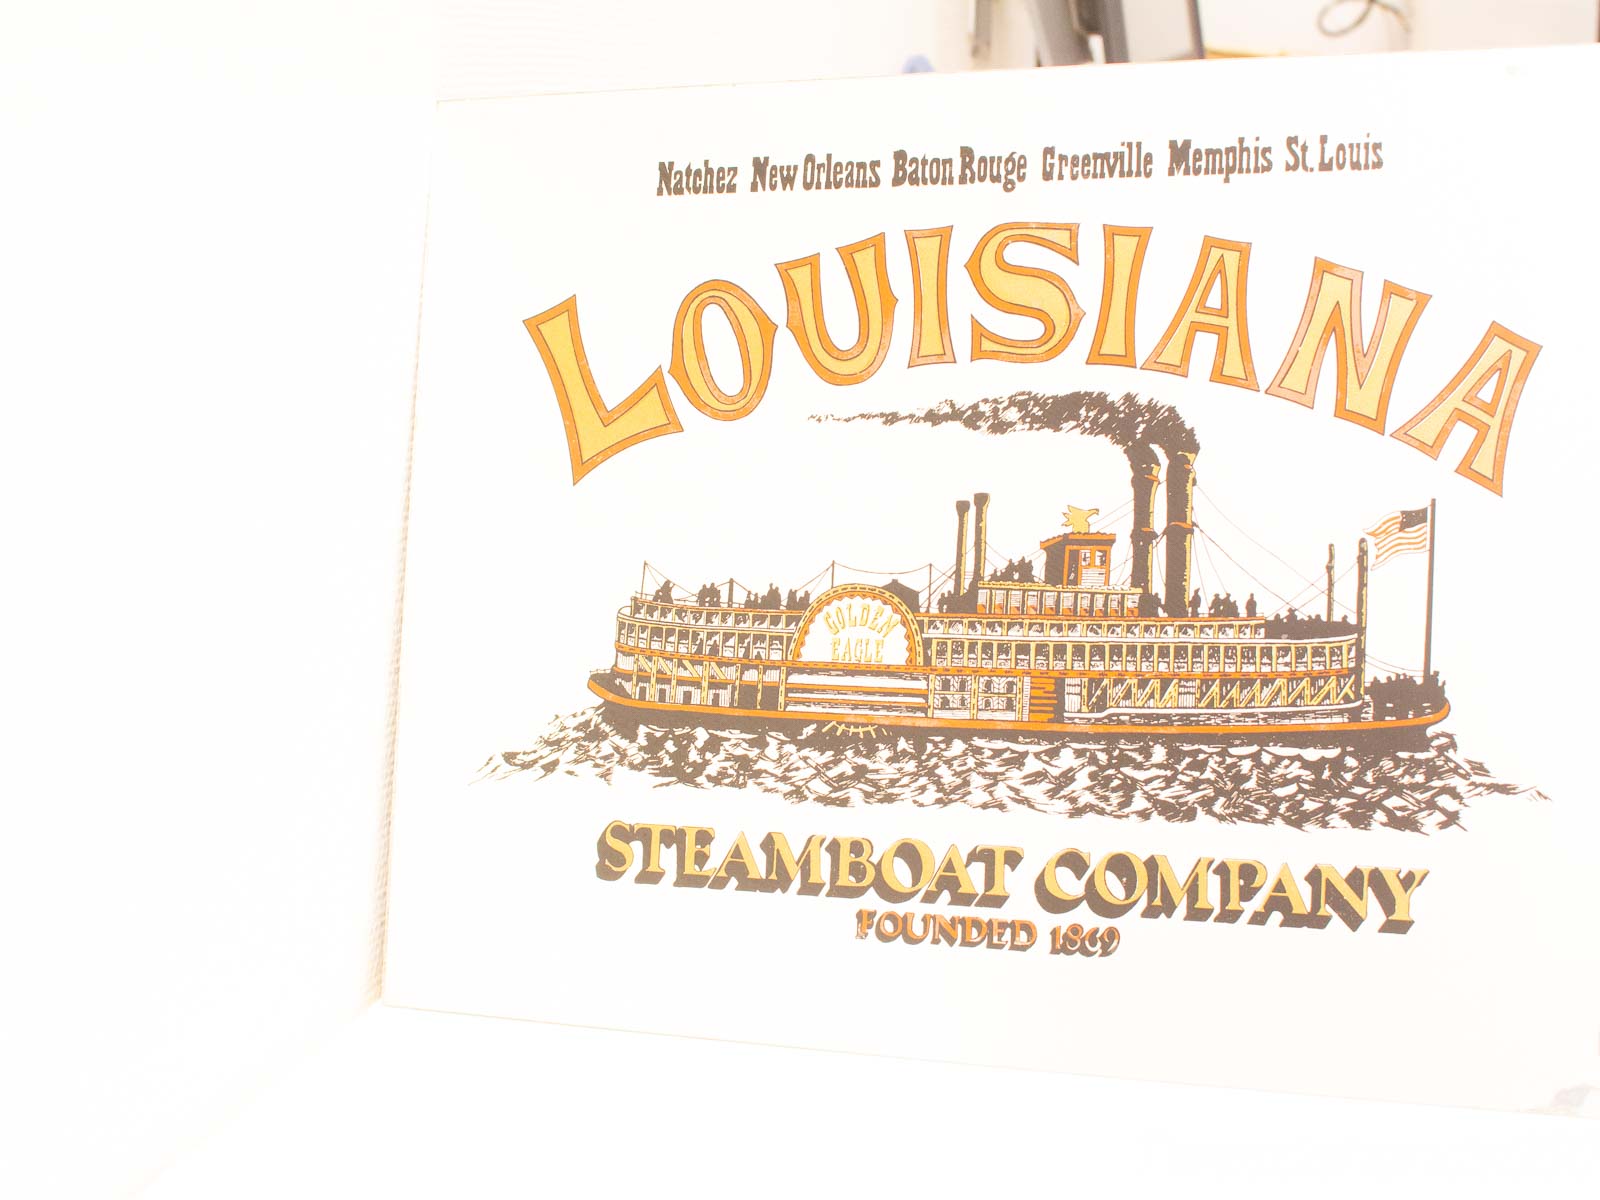 Natchez New Orleans Baton Rouge Greenville Memphis St. Louis
LOUISIANA
GOLDEN
EAGLE
STEAMBOAT COMPANY
FOUNDED 1869